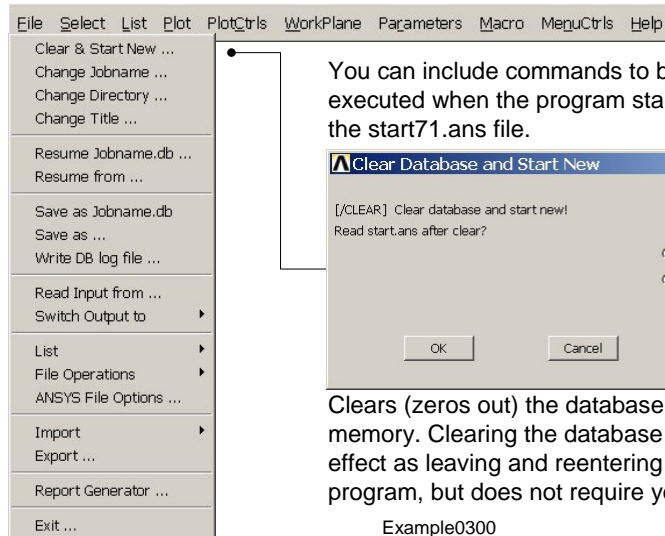 File Select List Plot PlotCtrls WorkPlane Parameters Macro MenuCtrls Help
Clear & Start New ...
Change Jobname ...
Change Directory ...
Change Title ...
Resume Jobname.db ...
Resume from ...
Save as Jobname.db
Save as ...
Write DB log file ...
Read Input from ...
Switch Output to
List
File Operations
ANSYS File Options ...
Import
Export ...
Report Generator ...
Exit ...
You can include commands to
executed when the program
the start71.ans file.
Clear Database and Start New
[/CLEAR] Clear database and start new!
Read start.ans after clear?
OK Cancel
Clears (zeros out) the database
memory. Clearing the database
effect as leaving and reentering
program, but does not require
Example0300